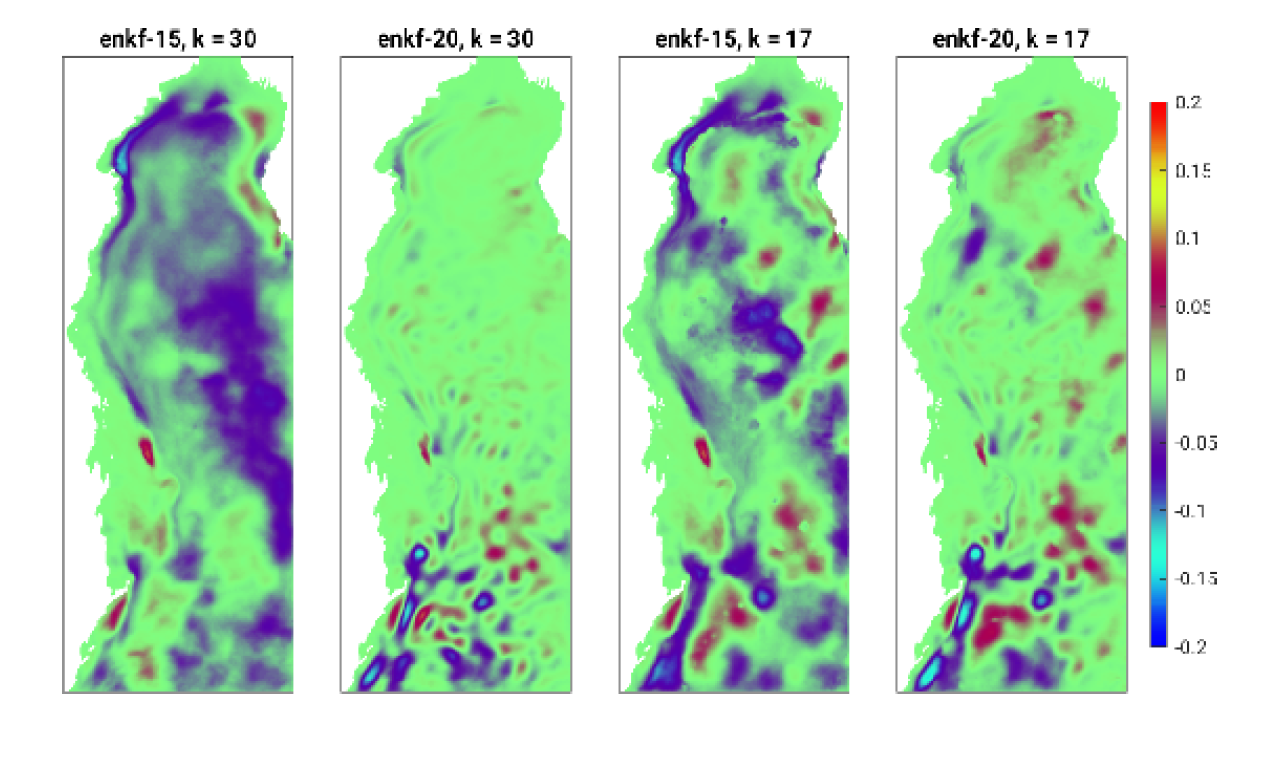 enkf-15, k = 30
enkf-20, k = 30
enkf-15, k = 17
enkf-20, k = 17
0.2
0.15
0.1
0.05
0
-0.05
-0.1
-0.15
-0.2